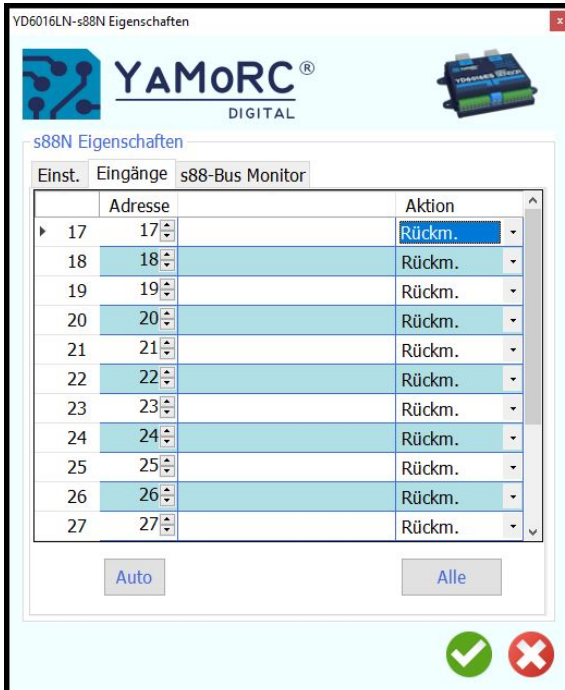 YD6016LN-s88N Eigenschaften
x
YAMORC®
DIGITAL
s88N Eigenschaften
Einst. Eingänge s88-Bus Monitor
Adresse Aktion
17 17 Rückm.
18 18 Rückm.
19 19 Rückm.
20 20 Rückm.
21 21 Rückm.
22 22 Rückm.
23 23 Rückm.
24 24 Rückm.
25 25 Rückm.
26 26 Rückm.
27 27 Rückm.
Auto Alle